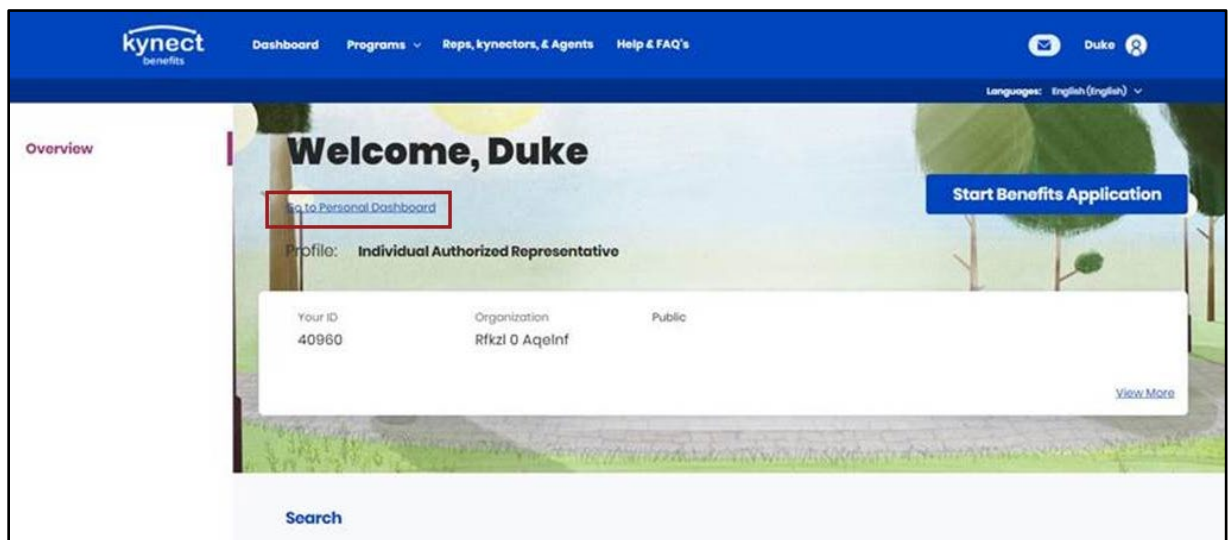 kynect
benefits
Dashboard Programs Reps, kynectors, & Agents Help & FAQ's
Duke
Languages: English (English)
Overview
Welcome, Duke
Go to Personal Dashboard
Start Benefits Application
Profile: Individual Authorized Representative
Your ID Organization Public
40960 Rfkzl 0 Aqelnf
View More
Search